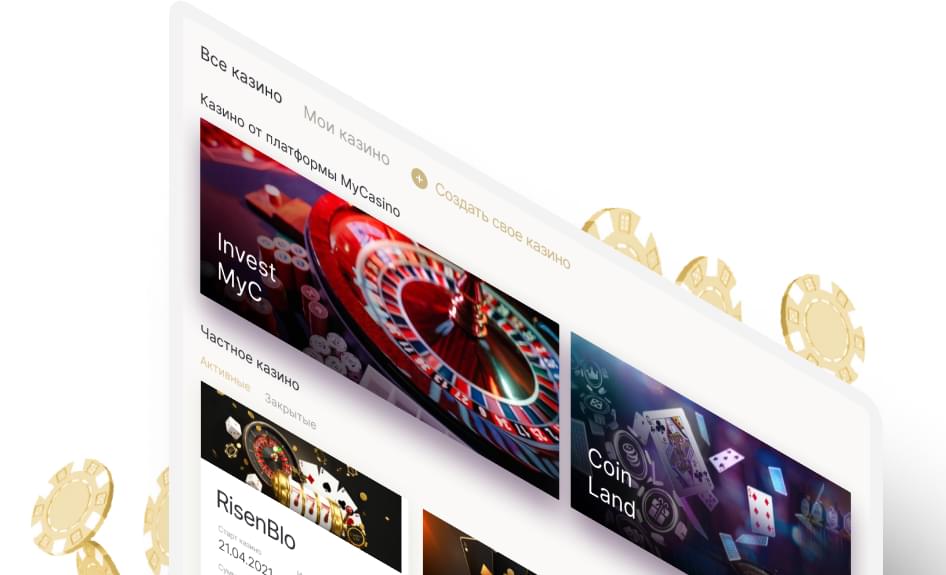 Все казино
Мои казино
Создать свое казино
Казино от платформы MyCasino
Invest
MyC
Coin
Land
Частное казино
Активные
Закрытые
RisenBlo
Старт казино
21.04.2021